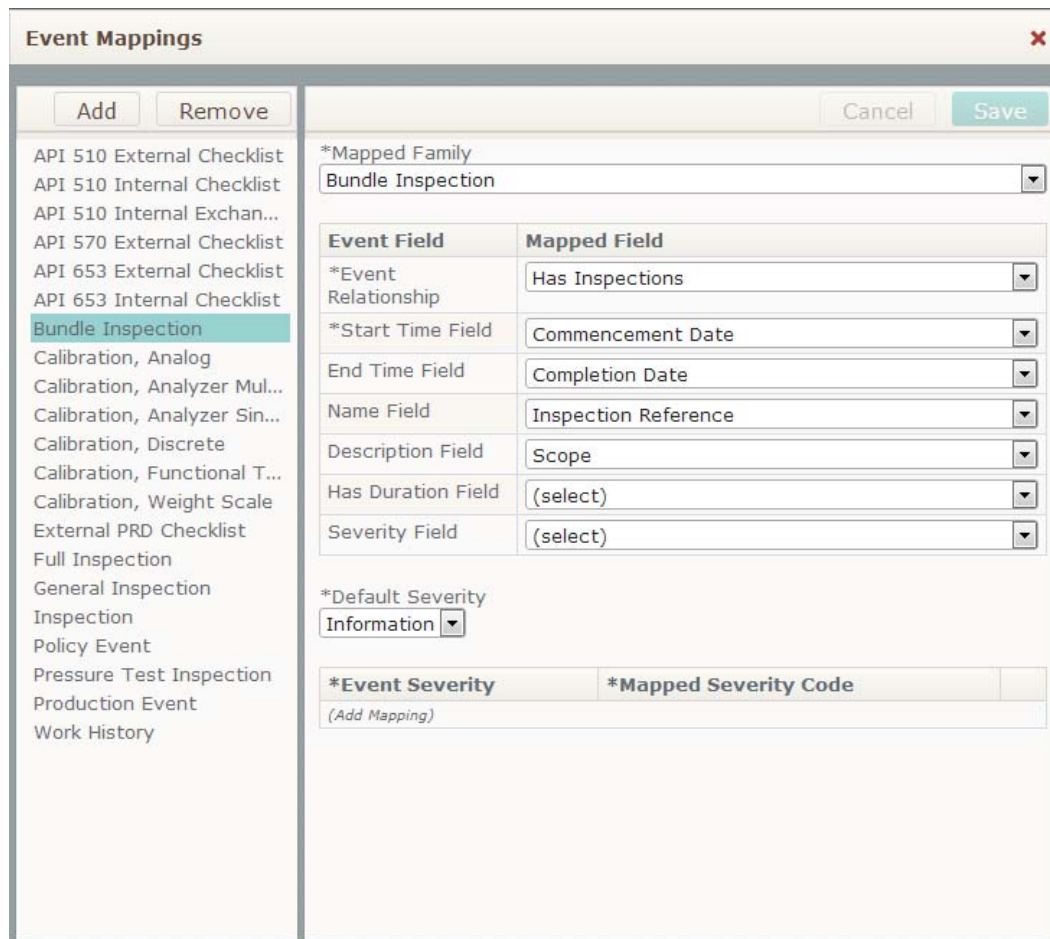 Event Mappings
Add Remove
API 510 External Checklist
API 510 Internal Checklist
API 510 Internal Exchan...
API 570 External Checklist
API 653 External Checklist
API 653 Internal Checklist
Bundle Inspection
Calibration, Analog
Calibration, Analyzer Mul...
Calibration, Analyzer Sin...
Calibration, Discrete
Calibration, Functional T...
Calibration, Weight Scale
External PRD Checklist
Full Inspection
General Inspection
Inspection
Policy Event
Pressure Test Inspection
Production Event
Work History
Cancel Save
*Mapped Family
Bundle Inspection
Event Field Mapped Field
*Event
Relationship
Has Inspections
*Start Time Field Commencement Date
End Time Field Completion Date
Name Field Inspection Reference
Description Field Scope
Has Duration Field (select)
Severity Field (select)
*Default Severity
Information
*Event Severity *Mapped Severity Code
(Add Mapping)